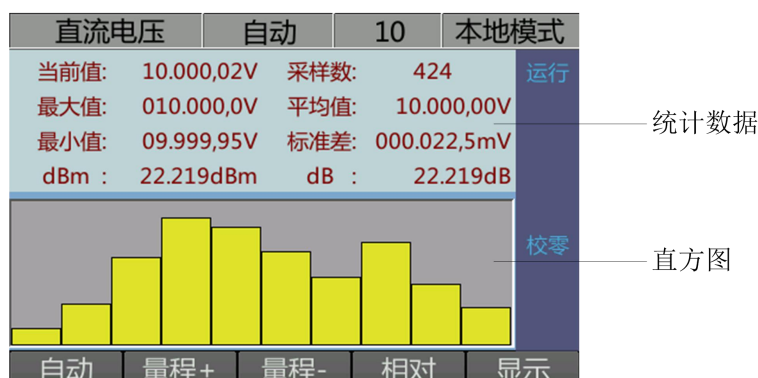 直流电压 自动 10 本地模式
当前值: 10.000,02V 采样数: 424 运行
最大值: 010.000,0V 平均值: 10.000,00V
最小值: 09.999,95V 标准差: 000.022,5mV
dBm : 22.219dBm dB : 22.219dB
统计数据
校零
直方图
自动 量程+ 量程- 相对 显示